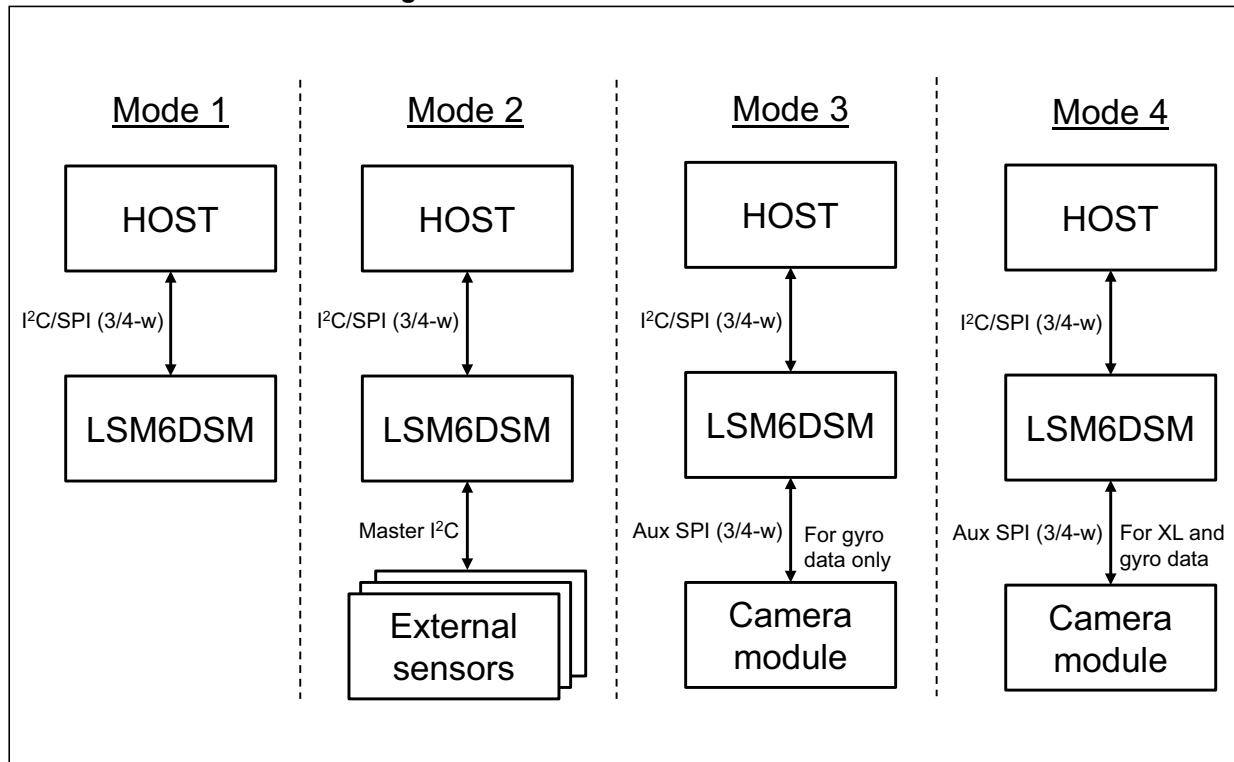 Mode 1
HOST
I²C/SPI (3/4-w)
LSM6DSM
Mode 2
HOST
I²C/SPI (3/4-w)
LSM6DSM
Master I²C
External
sensors
Mode 3
HOST
I²C/SPI (3/4-w)
LSM6DSM
Aux SPI (3/4-w)
For gyro
data only
Camera
module
Mode 4
HOST
I²C/SPI (3/4-w)
LSM6DSM
Aux SPI (3/4-w)
For XL and
gyro data
Camera
module